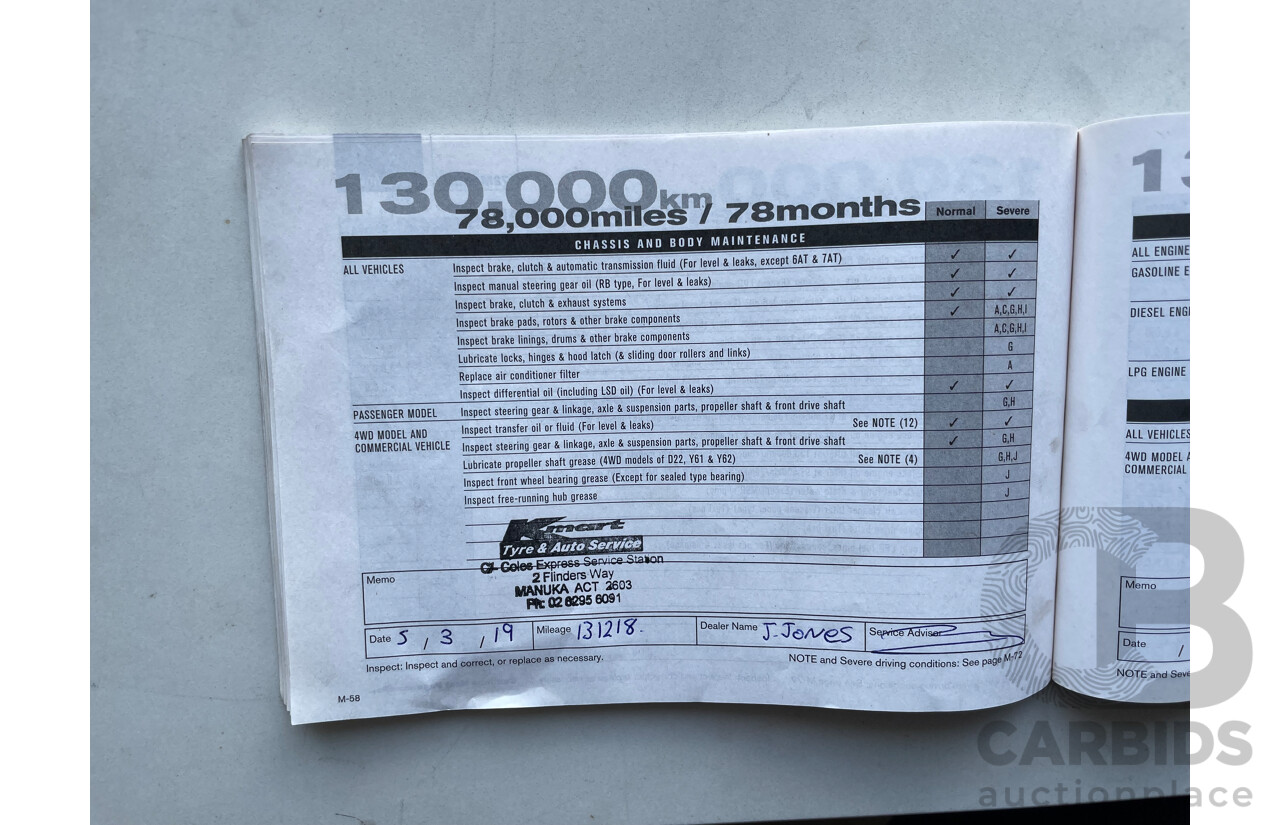 130,000km
78,000miles / 78months
Normal Severe
CHASSIS AND BODY MAINTENANCE
ALL VEHICLES Inspect brake, clutch & automatic transmission fluid (For level & leaks, except 6AT & 7AT) ✓ ✓
Inspect manual steering gear oil (RB type, For level & leaks) ✓ ✓
Inspect brake, clutch & exhaust systems ✓ ✓
Inspect brake pads, rotors & other brake components ✓ A,C,G,H,I
Inspect brake linings, drums & other brake components A,C,G,H,I
Lubricate locks, hinges & hood latch (& sliding door rollers and links) G
Replace air conditioner filter A
Inspect differential oil (including LSD oil) (For level & leaks) ✓ ✓
PASSENGER MODEL Inspect steering gear & linkage, axle & suspension parts, propeller shaft & front drive shaft G,H
4WD MODEL AND COMMERCIAL VEHICLE Inspect transfer oil or fluid (For level & leaks) See NOTE (12) ✓ ✓
Inspect steering gear & linkage, axle & suspension parts, propeller shaft & front drive shaft ✓ G,H
Lubricate propeller shaft grease (4WD models of D22, Y61 & Y62) See NOTE (4) G,H,J
Inspect front wheel bearing grease (Except for sealed type bearing) J
Inspect free-running hub grease J
Kmart
Tyre & Auto Service
Coles Express Service Station
2 Flinders Way
MANUKA ACT 2603
Ph: 02 6295 6091
Memo
Date 5 / 3 / 19 Mileage 131218. Dealer Name J. JONES Service Adviser
Inspect: Inspect and correct, or replace as necessary. NOTE and Severe driving conditions: See page M-72
M-58
13
ALL ENGINE
GASOLINE E
DIESEL ENGI
LPG ENGINE
ALL VEHICLES
4WD MODEL A
COMMERCIAL
Memo
Date /
NOTE and Seve
B
CARBIDS
auctionplace